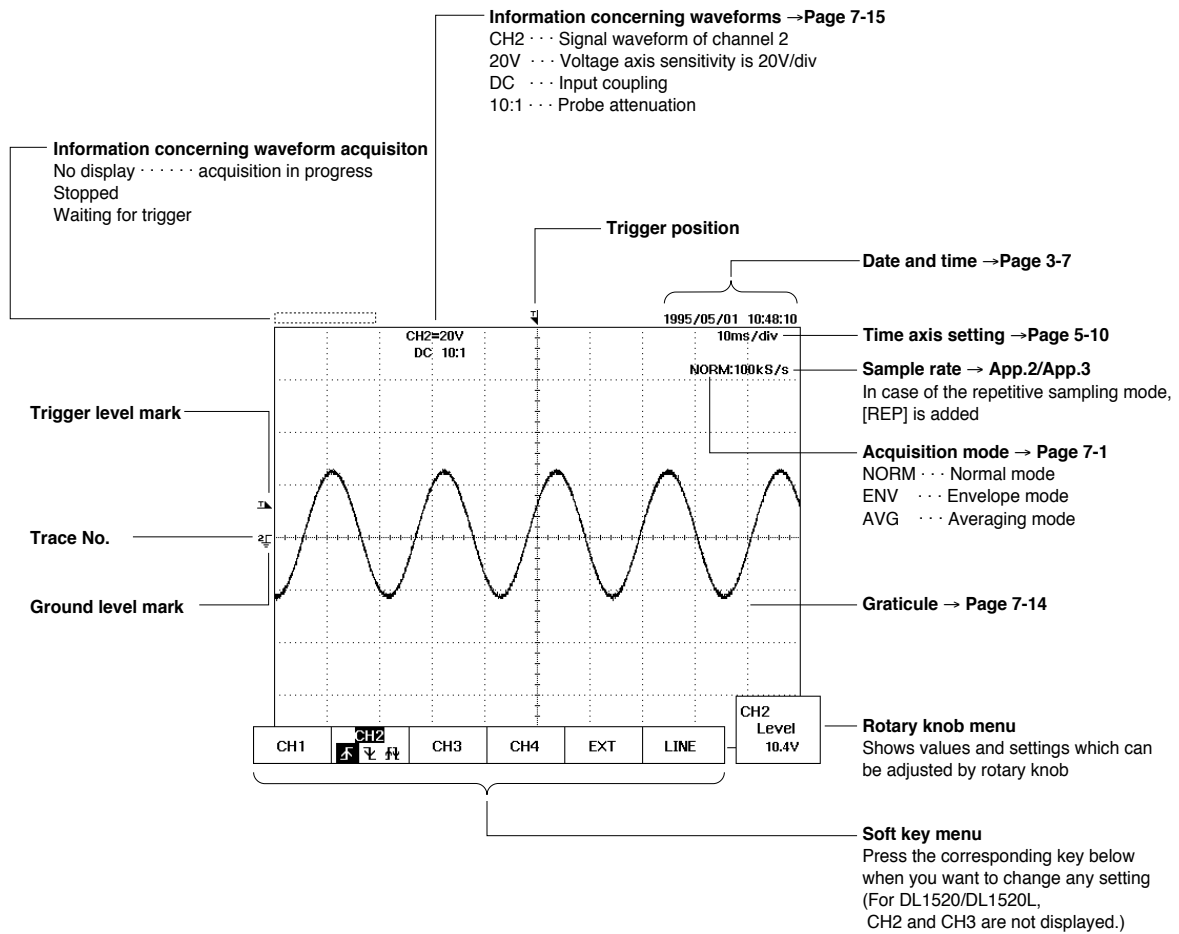 Information concerning waveforms →Page 7-15
CH2 · · · Signal waveform of channel 2
20V · · · Voltage axis sensitivity is 20V/div
DC · · · Input coupling
10:1 · · · Probe attenuation
Information concerning waveform acquisiton
No display · · · · · · acquisition in progress
Stopped
Waiting for trigger
Trigger position
Date and time →Page 3-7
T
1995/05/01 10:48:10
CH2=20V
DC 10:1
10ms/div
NORM:100kS/s
Time axis setting →Page 5-10
Sample rate → App.2/App.3
In case of the repetitive sampling mode,
[REP] is added
Acquisition mode → Page 7-1
NORM · · · Normal mode
ENV · · · Envelope mode
AVG · · · Averaging mode
Trigger level mark
T
Trace No.
2
Ground level mark
Graticule → Page 7-14
CH1
CH2
CH3
CH4
EXT
LINE
CH2
Level
10.4V
Rotary knob menu
Shows values and settings which can
be adjusted by rotary knob
Soft key menu
Press the corresponding key below
when you want to change any setting
(For DL1520/DL1520L,
CH2 and CH3 are not displayed.)